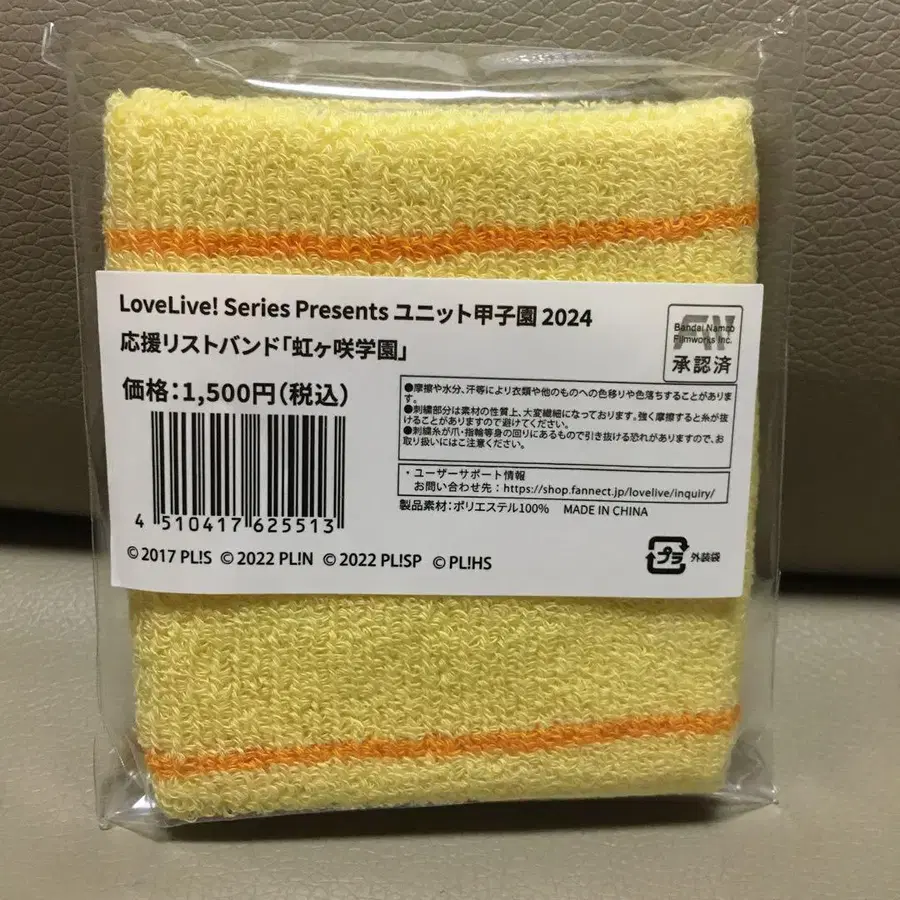 LoveLive! Series Presents ユニット甲子園 2024
応援リストバンド「虹ヶ咲学園」
価格:1,500円(税込)
FW
Bandai Namco
Filmworks Inc.
承認済
●摩擦や水分、汗等により衣類や他のものへの色移りや色落ちすることがありま
す。
●刺繍部分は素材の性質上、大変繊細になっております。強く摩擦すると糸が抜
けることがありますので避けてください。
●刺繍糸が爪・指輪等身の回りにあるもので引き抜ける恐れがありますので、お
取り扱いにはご注意ください。
・ユーザーサポート情報
お問い合わせ先：https://shop.fannect.jp/lovelive/inquiry/
製品素材:ポリエステル100% MADE IN CHINA
4 510417 625513
©2017 PL!S ©2022 PL!N ©2022 PL!SP ©PL!HS
プラ 外装袋